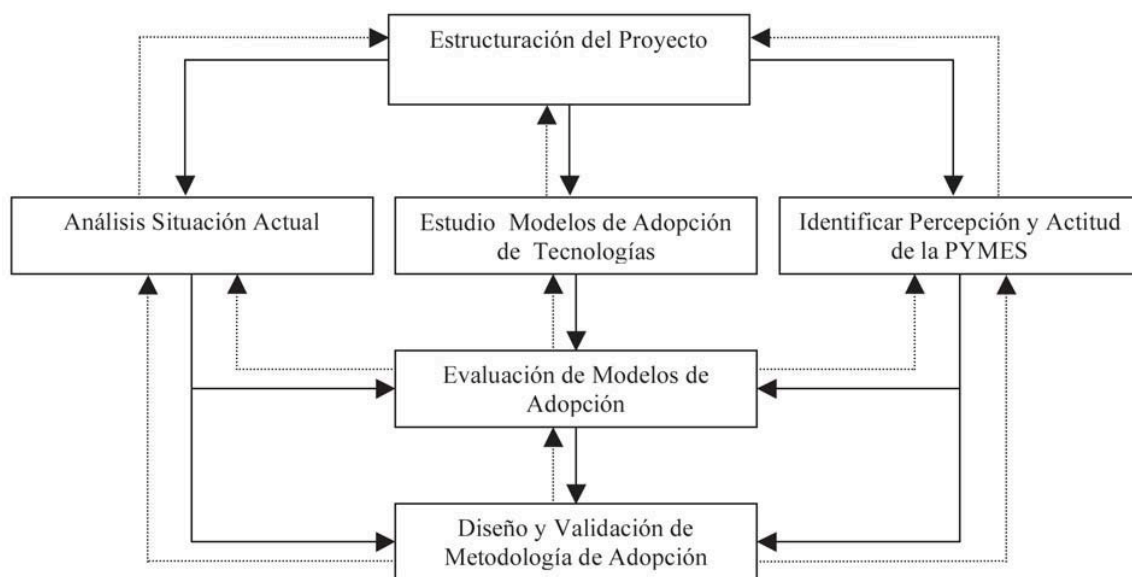 Estructuración del Proyecto
Análisis Situación Actual
Estudio Modelos de Adopción
de Tecnologías
Identificar Percepción y Actitud
de la PYMES
Evaluación de Modelos de
Adopción
Diseño y Validación de
Metodología de Adopción